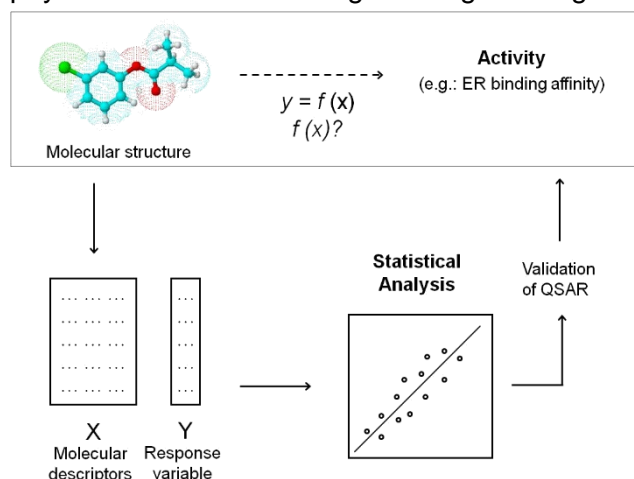 Molecular structure
y = f (x)
f (x)?
Activity
(e.g.: ER binding affinity)
Statistical
Analysis
Validation
of QSAR
... ... ...
... ... ...
... ... ...
... ... ...
... ... ...
...
...
...
...
...
X
Molecular
descriptors
Y
Response
variable